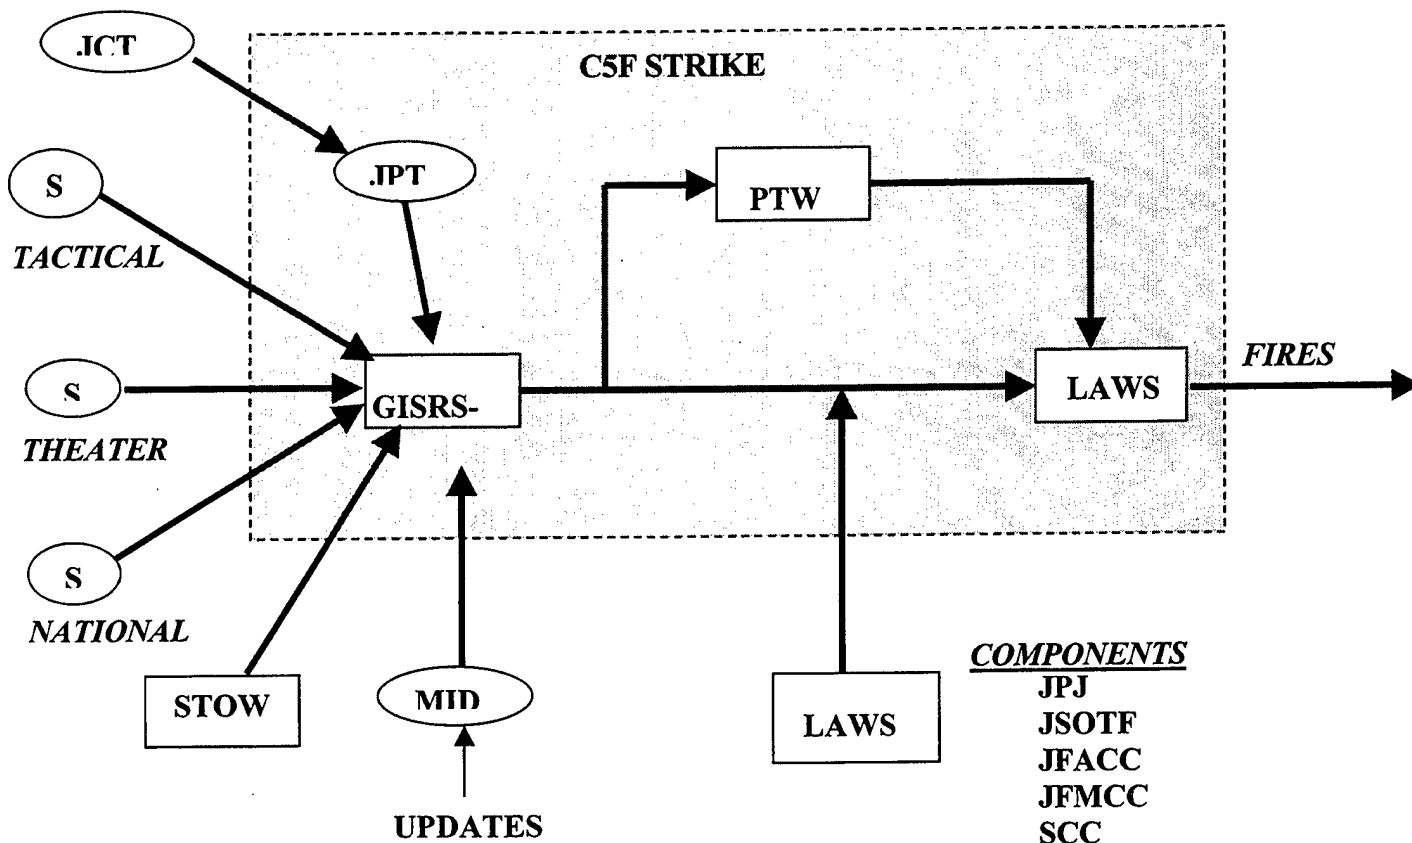 JCT
C5F STRIKE
JPT
S
PTW
TACTICAL
S
LAWS
FIRES
GISRS-
THEATER
S
NATIONAL
STOW
MID
LAWS
UPDATES
COMPONENTS
JPJ
JSOTF
JFACC
JFMCC
SCC